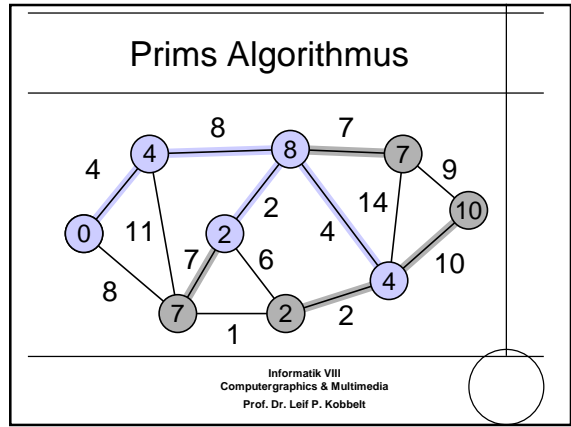 Prims Algorithmus
8 7
4 4 8 7 9
2 14 10
0 11 2 4
7 6 4 10
8 7 2 2
1
Informatik VIII
Computergraphics & Multimedia
Prof. Dr. Leif P. Kobbelt